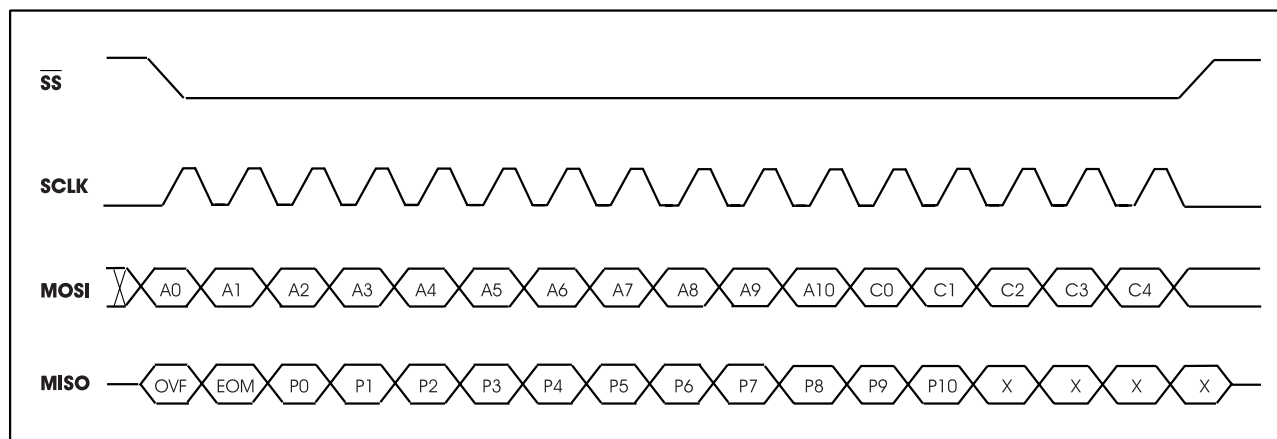 SS
SCLK
MOSI A0 A1 A2 A3 A4 A5 A6 A7 A8 A9 A10 C0 C1 C2 C3 C4
MISO OVF EOM P0 P1 P2 P3 P4 P5 P6 P7 P8 P9 P10 X X X X